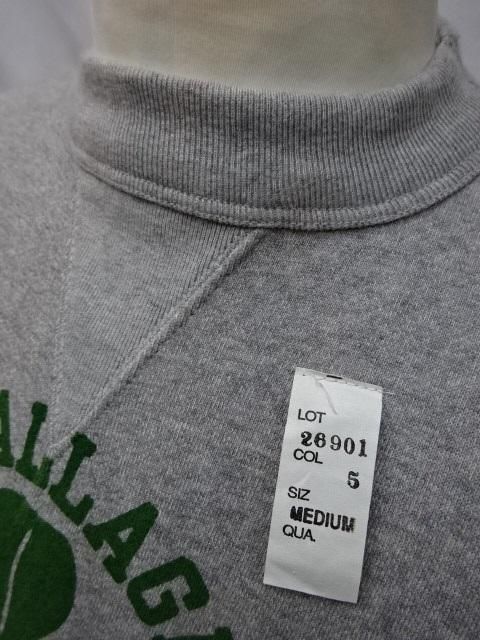 LOT
26901
COL
5
SIZ
MEDIUM
QUA.
ALLAG